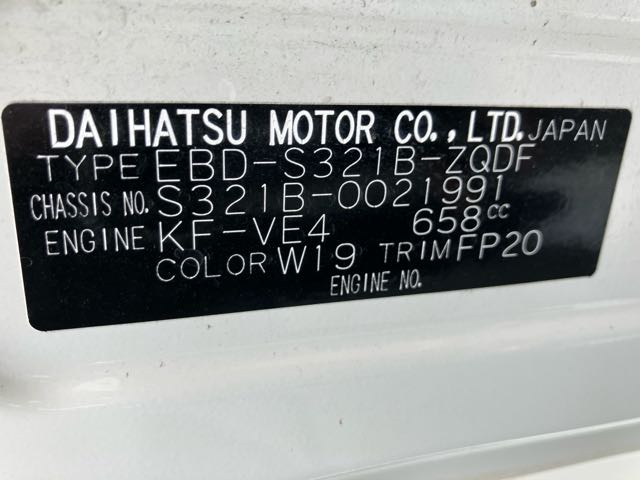 DAIHATSU MOTOR CO.,LTD. JAPAN
TYPE EBD-S321B-ZQDF
CHASSIS NO. S321B-0021991
ENGINE KF-VE4 658cc
COLOR W19 TRIM FP20
ENGINE NO.